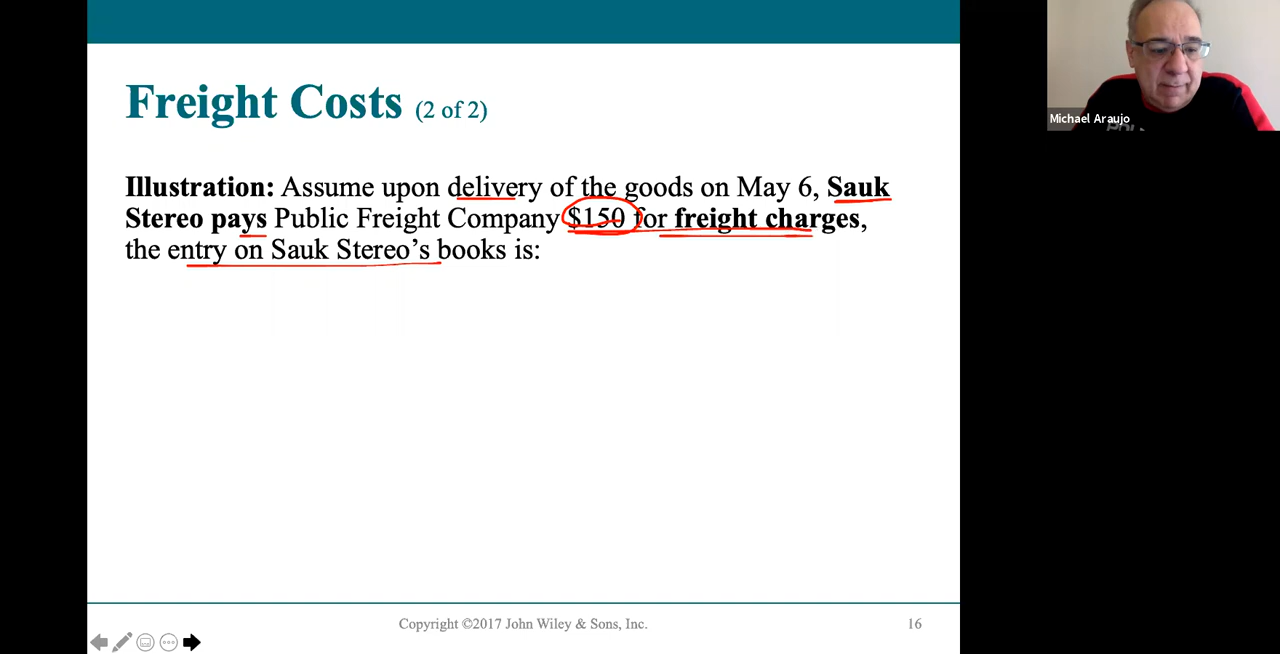 Freight Costs (2 of 2)
Illustration: Assume upon delivery of the goods on May 6, Sauk
Stereo pays Public Freight Company $150 for freight charges,
the entry on Sauk Stereo's books is:
Copyright ©2017 John Wiley & Sons, Inc.
16
Michael Araujo